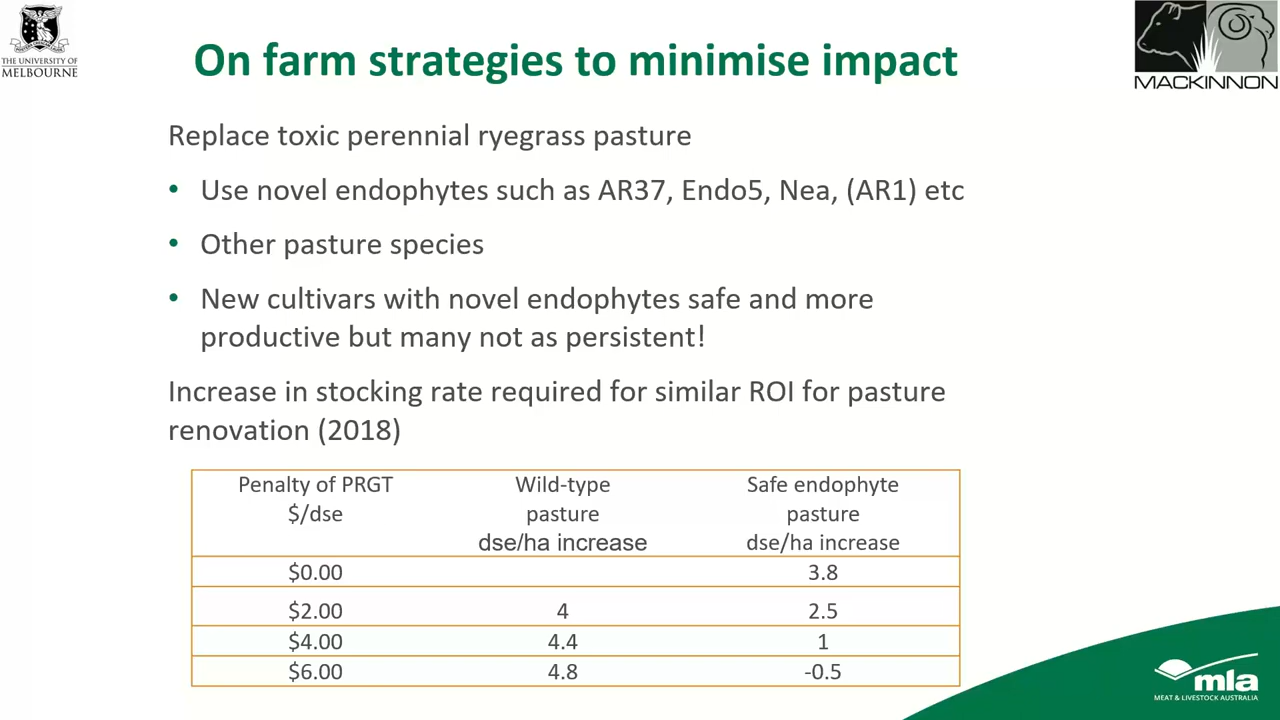 THE UNIVERSITY OF
MELBOURNE
On farm strategies to minimise impact
MACKINNON
Replace toxic perennial ryegrass pasture
• Use novel endophytes such as AR37, Endo5, Nea, (AR1) etc
• Other pasture species
• New cultivars with novel endophytes safe and more
productive but many not as persistent!
Increase in stocking rate required for similar ROI for pasture
renovation (2018)
Penalty of PRGT Wild-type Safe endophyte
$/dse pasture pasture
dse/ha increase dse/ha increase
$0.00 3.8
$2.00 4 2.5
$4.00 4.4 1
$6.00 4.8 -0.5
mla
MEAT & LIVESTOCK AUSTRALIA